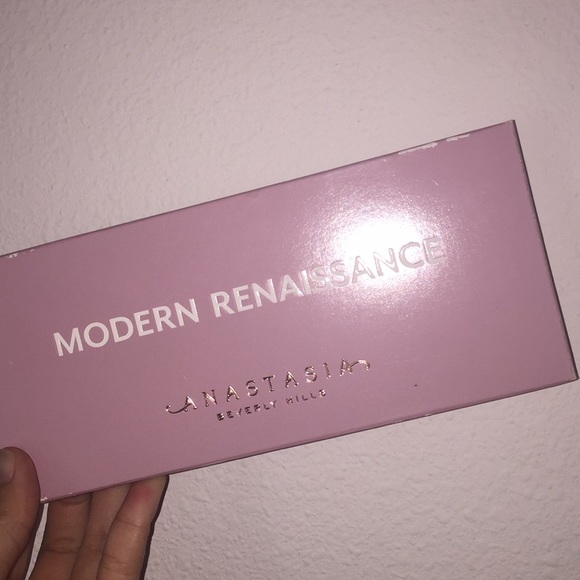 MODERN RENAISSANCE
ANASTASIA
BEVERLY HILLS